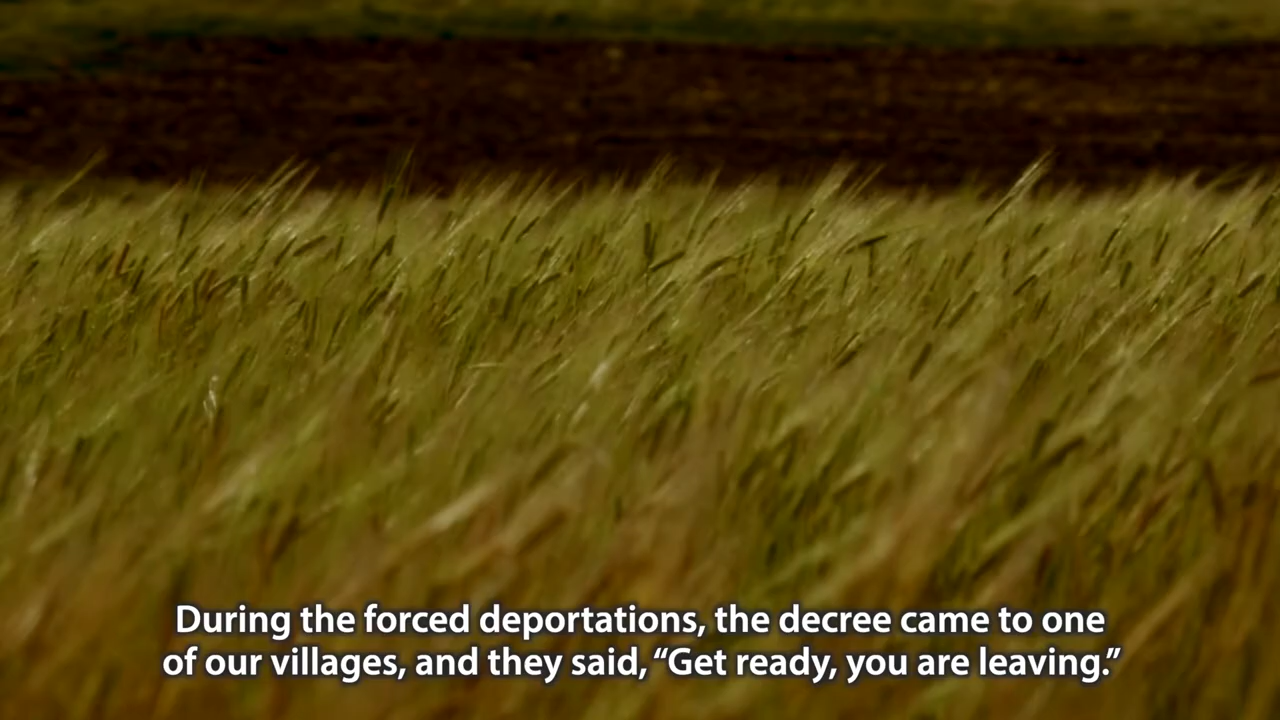 During the forced deportations, the decree came to one
of our villages, and they said, “Get ready, you are leaving.”